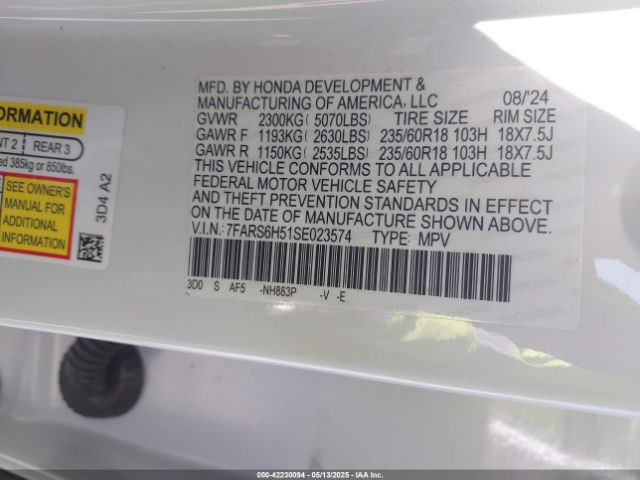 ORMATION
NT 2 | REAR 3
ed 385kg or 850lbs.
SEE OWNER'S
MANUAL FOR
ADDITIONAL
INFORMATION
3D4 A2
MFD. BY HONDA DEVELOPMENT &
MANUFACTURING OF AMERICA, LLC 08/'24
GVWR 2300KG( 5070LBS) TIRE SIZE RIM SIZE
GAWR F 1193KG( 2630LBS) 235/60R18 103H 18X7.5J
GAWR R 1150KG( 2535LBS) 235/60R18 103H 18X7.5J
THIS VEHICLE CONFORMS TO ALL APPLICABLE
FEDERAL MOTOR VEHICLE SAFETY
AND THEFT PREVENTION STANDARDS IN EFFECT
ON THE DATE OF MANUFACTURE SHOWN ABOVE.
V.I.N.:7FARS6H51SE023574 TYPE: MPV
3D0 S AF5 -NH883P -V -E
000-42230094 - 05/13/2025 - IAAI.COM